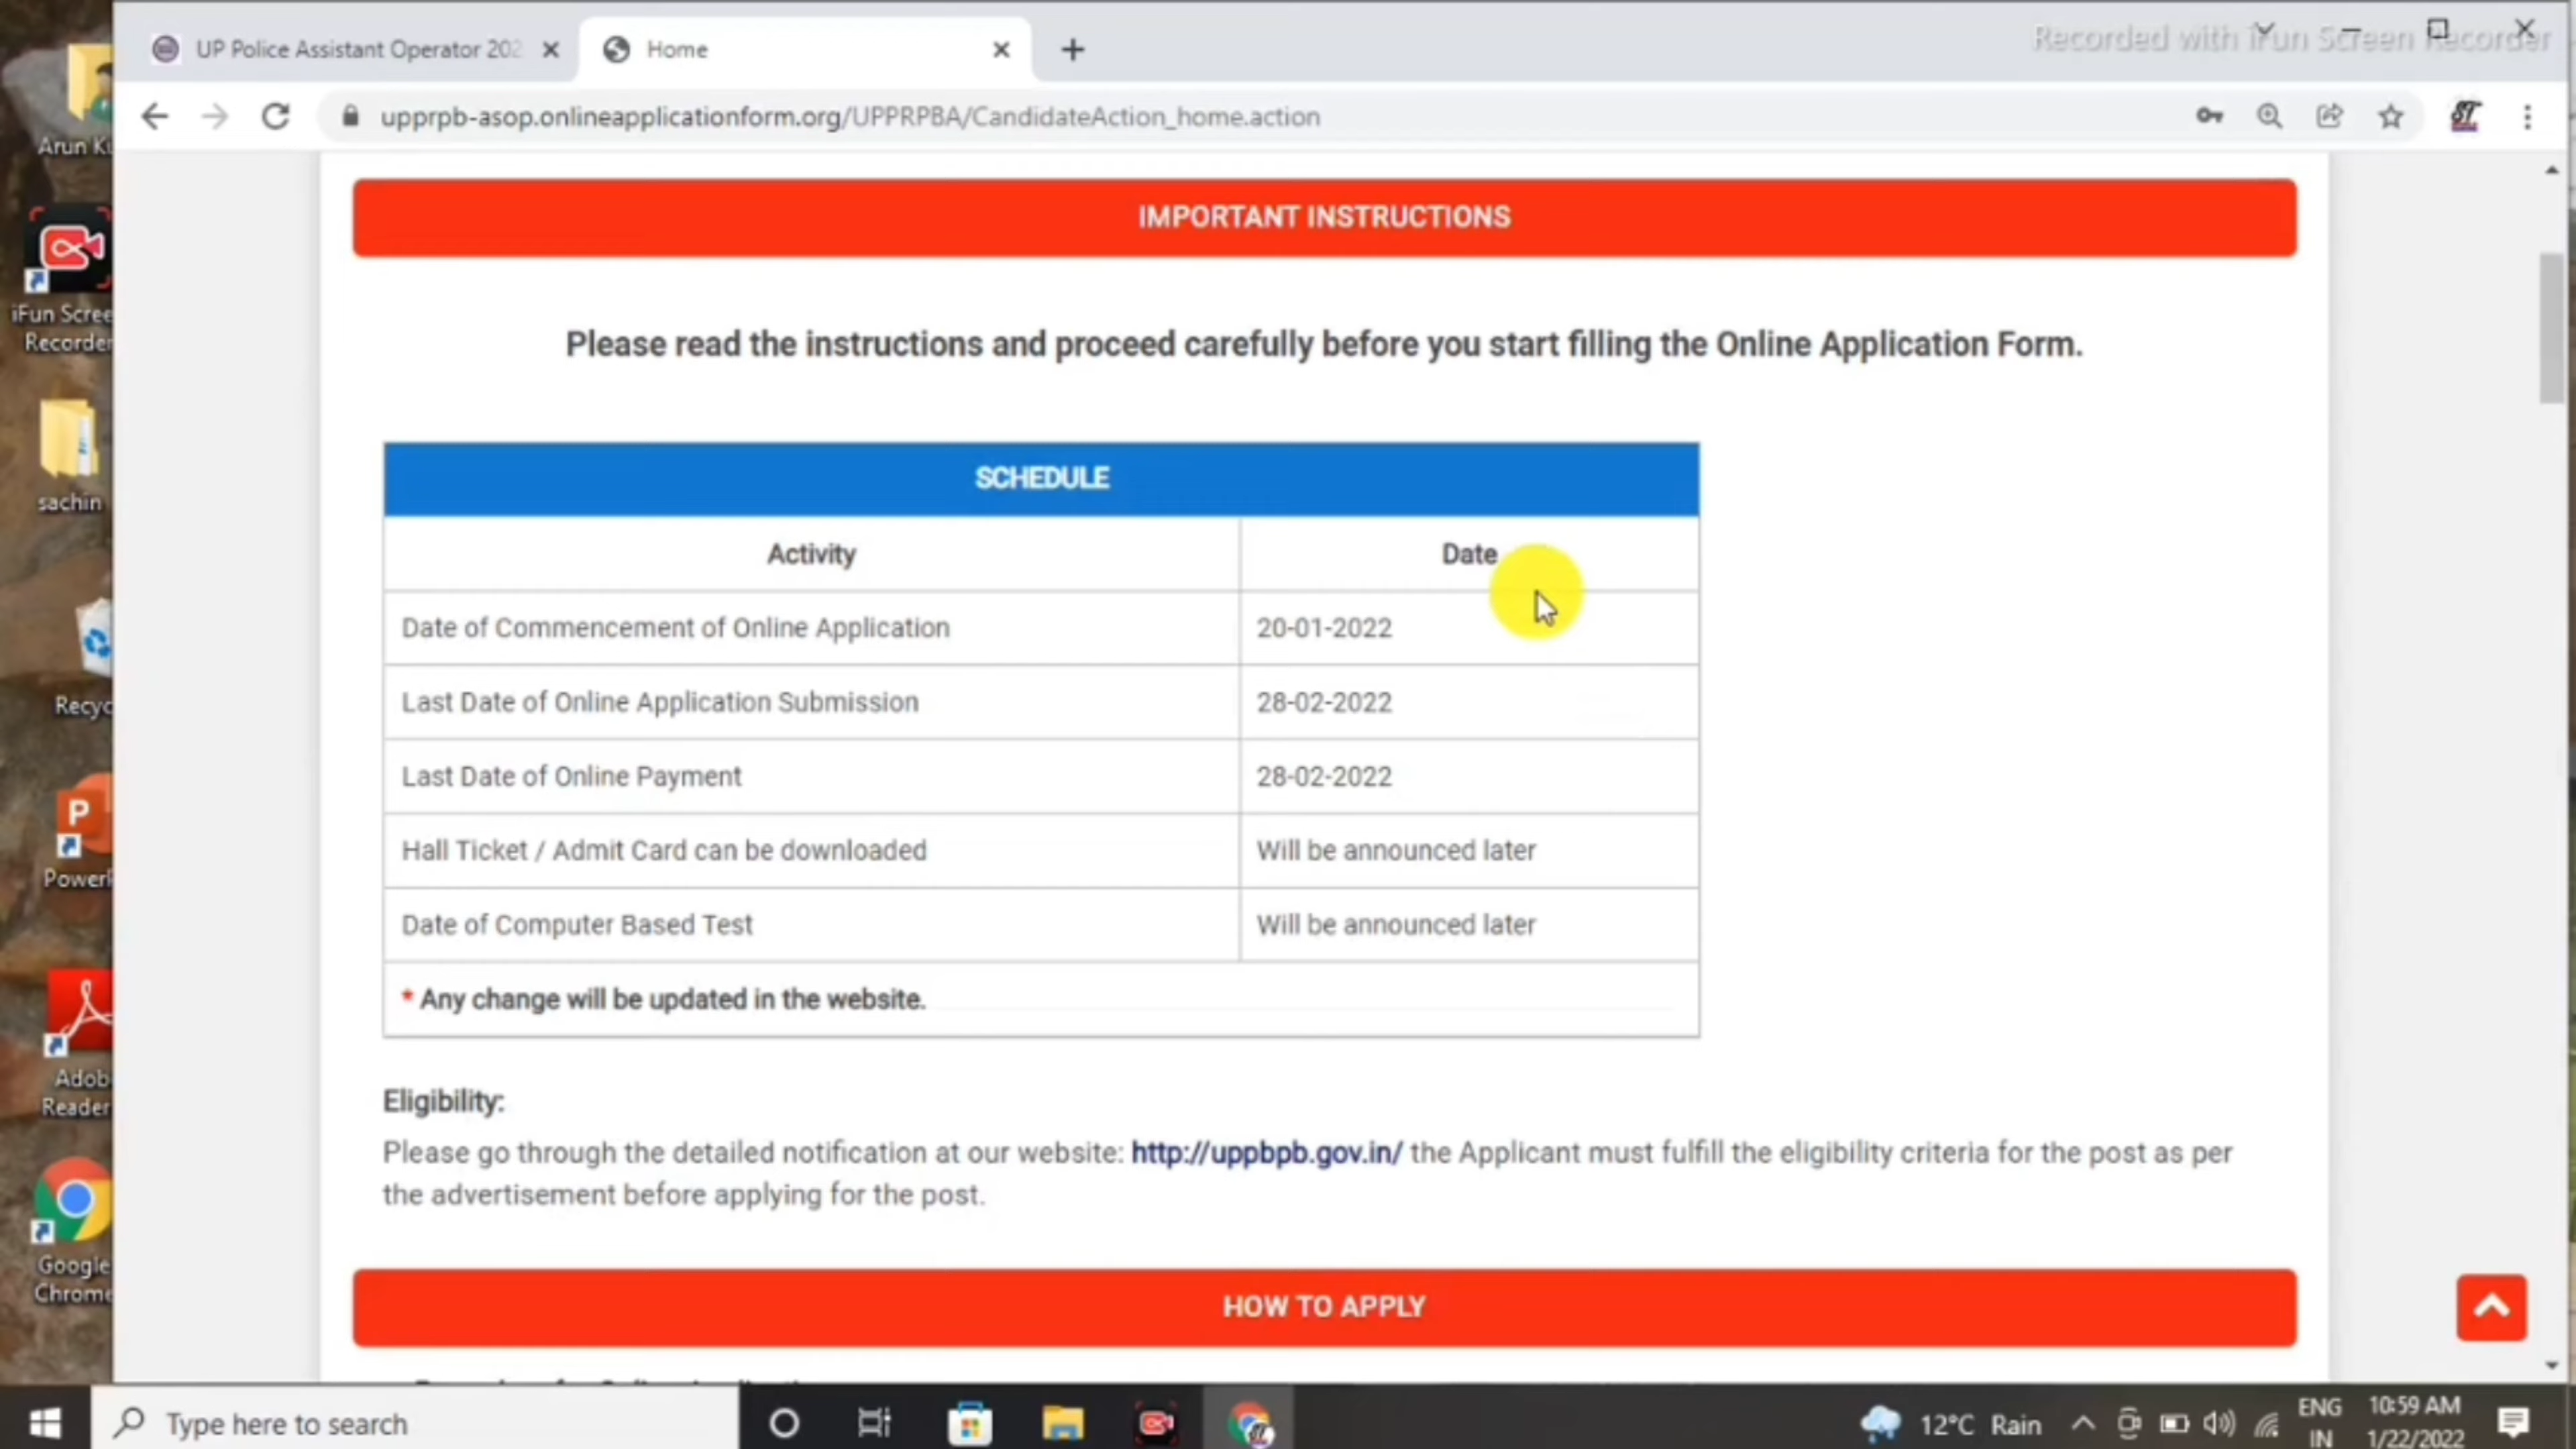 UP Police Assistant Operator 202
Home
Recorded with iFun Screen Recorder
upprpb-asop.onlineapplicationform.org/UPPRPBA/CandidateAction_home.action
Arun Ku
iFun Scree
Recorder
sachin
Recyc
PowerP
Adob
Reader
Google
Chrome
IMPORTANT INSTRUCTIONS
Please read the instructions and proceed carefully before you start filling the Online Application Form.
SCHEDULE
Activity Date
Date of Commencement of Online Application 20-01-2022
Last Date of Online Application Submission 28-02-2022
Last Date of Online Payment 28-02-2022
Hall Ticket / Admit Card can be downloaded Will be announced later
Date of Computer Based Test Will be announced later
* Any change will be updated in the website.
Eligibility:
Please go through the detailed notification at our website: http://uppbpb.gov.in/ the Applicant must fulfill the eligibility criteria for the post as per
the advertisement before applying for the post.
HOW TO APPLY
Type here to search
12°C Rain
ENG
IN
10:59 AM
1/22/2022